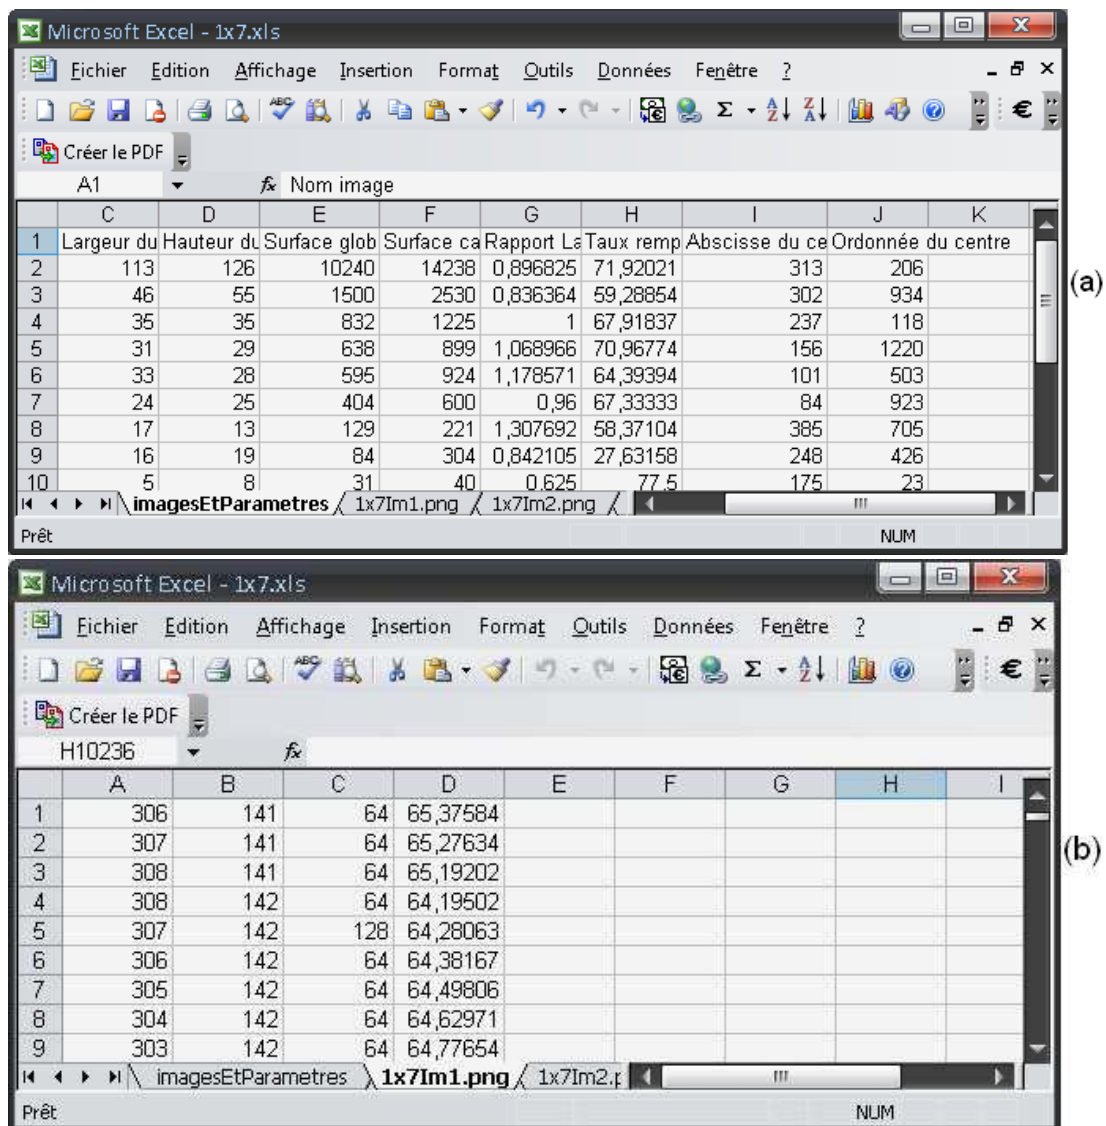 Microsoft Excel - 1x7.xls
Fichier Edition Affichage Insertion Format Outils Données Fenêtre ?
ABC Σ A Z Z A €
Créer le PDF
A1 fx Nom image
C D E F G H I J K
1 Largeur du Hauteur du Surface glob Surface ca Rapport La Taux remp Abscisse du ce Ordonnée du centre
2 113 126 10240 14238 0,896825 71,92021 313 206
3 46 55 1500 2530 0,836364 59,28854 302 934
4 35 35 832 1225 1 67,91837 237 118
5 31 29 638 899 1,068966 70,96774 156 1220
6 33 28 595 924 1,178571 64,39394 101 503
7 24 25 404 600 0,96 67,33333 84 923
8 17 13 129 221 1,307692 58,37104 385 705
9 16 19 84 304 0,842105 27,63158 248 426
10 5 8 31 40 0,625 77,5 175 23
imagesEtParametres 1x7Im1.png 1x7Im2.png
Prêt NUM
(a)
Microsoft Excel - 1x7.xls
Fichier Edition Affichage Insertion Format Outils Données Fenêtre ?
ABC Σ A Z €
Créer le PDF
H10236 fx
A B C D E F G H I
1 306 141 64 65,37584
2 307 141 64 65,27634
3 308 141 64 65,19202
4 308 142 64 64,19502
5 307 142 128 64,28063
6 306 142 64 64,38167
7 305 142 64 64,49806
8 304 142 64 64,62971
9 303 142 64 64,77654
imagesEtParametres 1x7Im1.png 1x7Im2.p
Prêt NUM
(b)